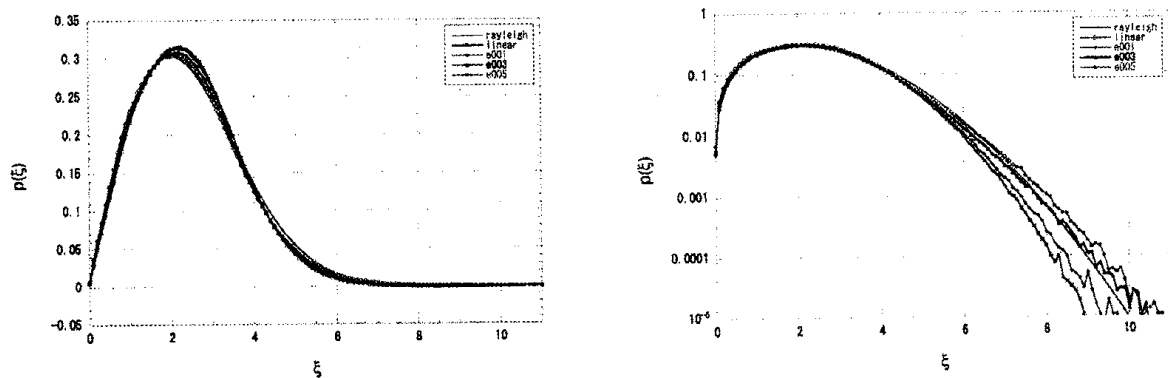 0.35
0.3
0.25
0.2
0.15
0.1
0.05
0
-0.05
p(ξ)
0 2 4 6 8 10
ξ
rayleigh
linear
e001
e003
e005
1
0.1
0.01
0.001
0.0001
10⁻⁵
p(ξ)
0 2 4 6 8 10
ξ
rayleigh
linear
e001
e003
e005